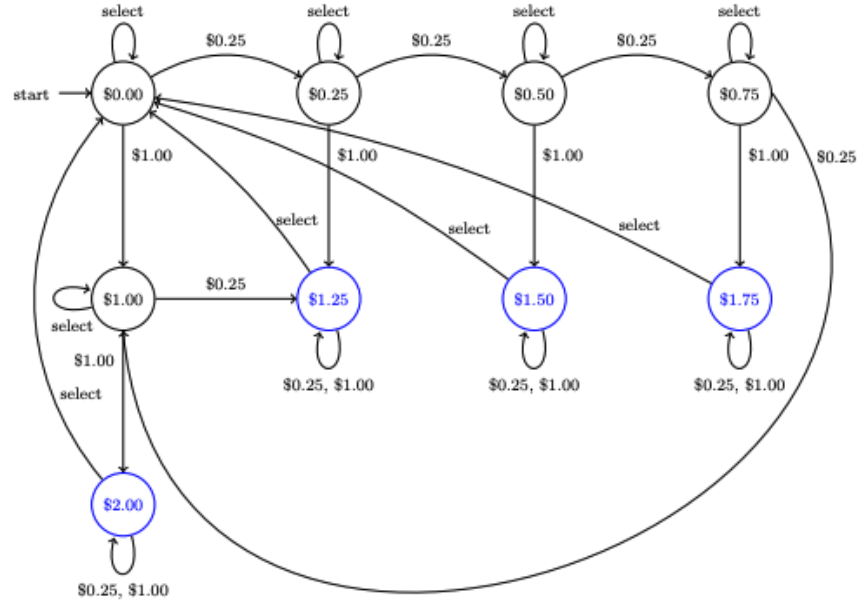 select select select select
$0.25 $0.25 $0.25
start $0.00 $0.25 $0.50 $0.75
$1.00 $1.00 $1.00 $1.00 $0.25
select select select
$0.25
$1.00 $1.25 $1.50 $1.75
select
$1.00
$0.25, $1.00 $0.25, $1.00 $0.25, $1.00
select
$2.00
$0.25, $1.00